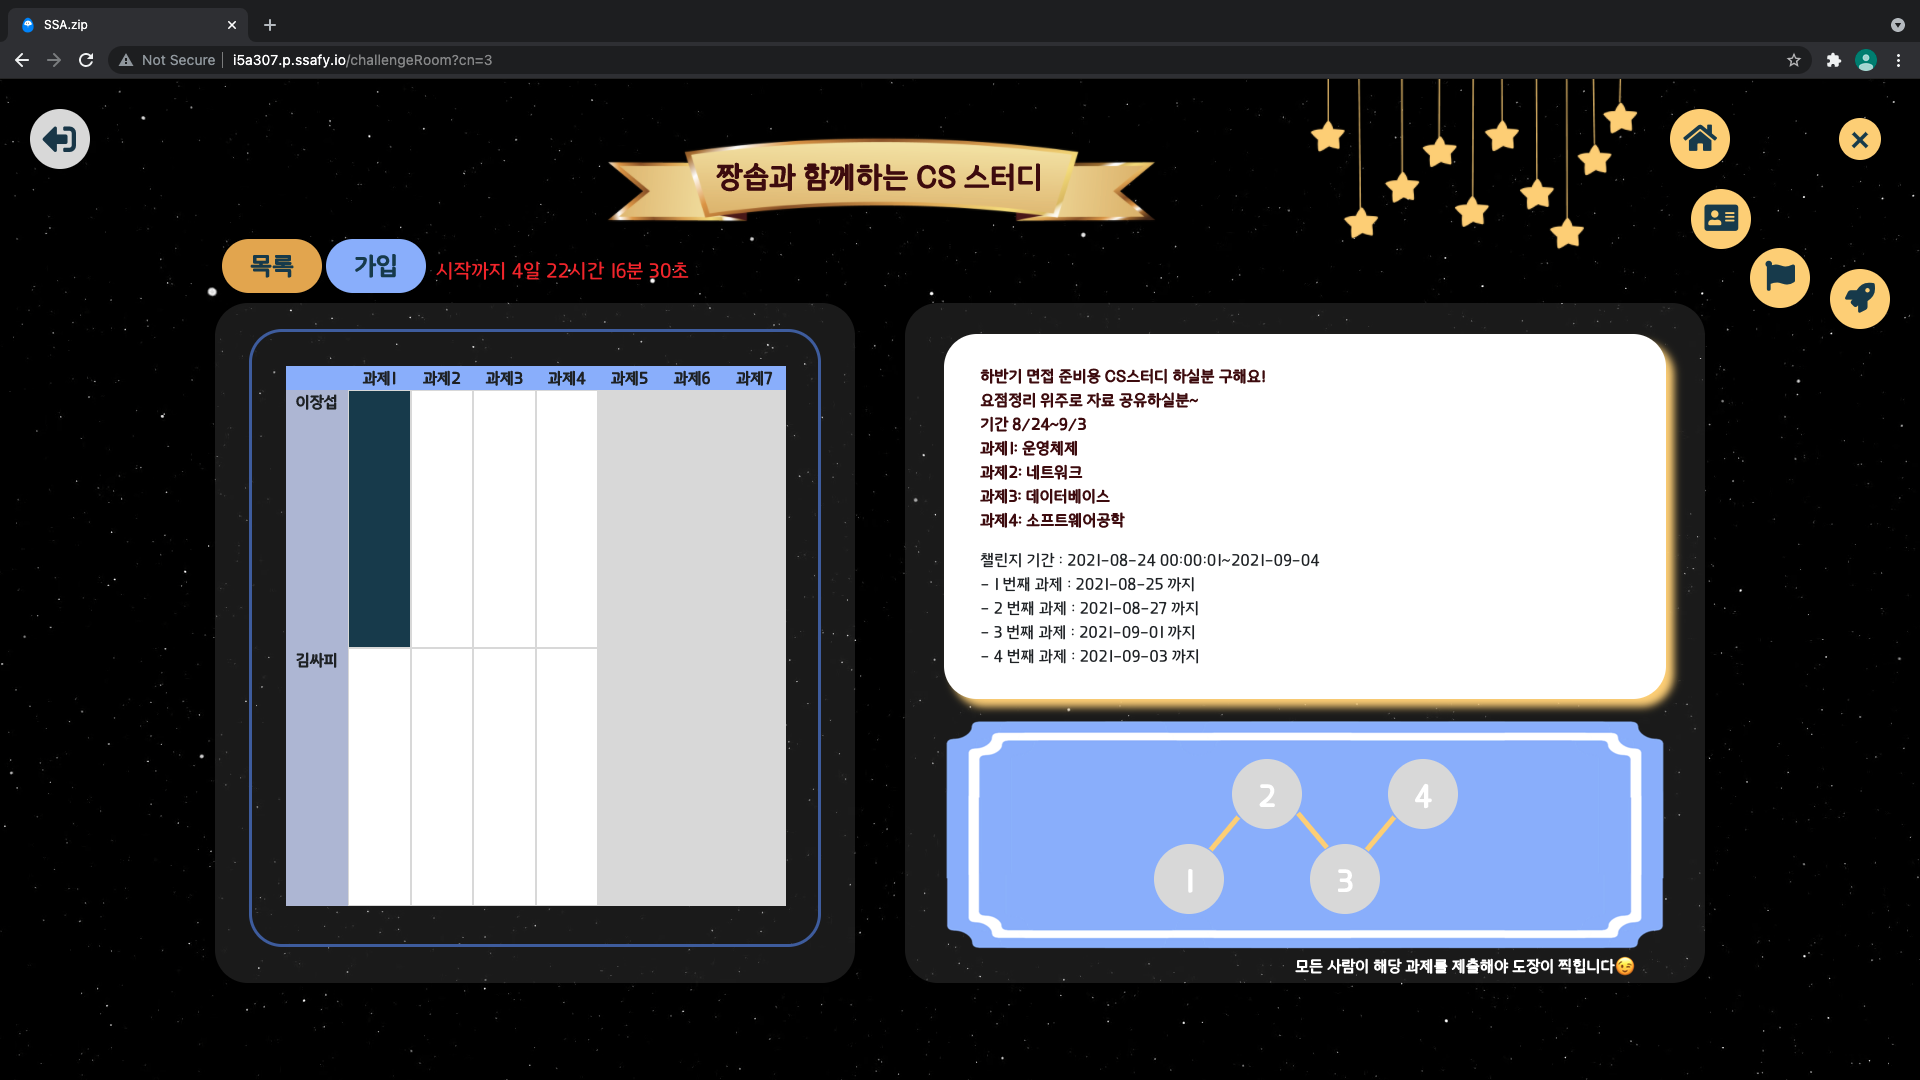 SSA.zip
Not Secure
i5a307.p.ssafy.io/challengeRoom?cn=3
짱솝과 함께하는 CS 스터디
목록
가입
시작까지 4일 22시간 16분 30초
과제1 과제2 과제3 과제4 과제5 과제6 과제7
이장섭
김싸피
하반기 면접 준비용 CS스터디 하실분 구해요!
요점정리 위주로 자료 공유하실분~
기간 8/24~9/3
과제1: 운영체제
과제2: 네트워크
과제3: 데이터베이스
과제4: 소프트웨어공학
챌린지 기간 : 2021-08-24 00:00:01~2021-09-04
- 1 번째 과제 : 2021-08-25 까지
- 2 번째 과제 : 2021-08-27 까지
- 3 번째 과제 : 2021-09-01 까지
- 4 번째 과제 : 2021-09-03 까지
2 4
1 3
모든 사람이 해당 과제를 제출해야 도장이 찍힙니다😉